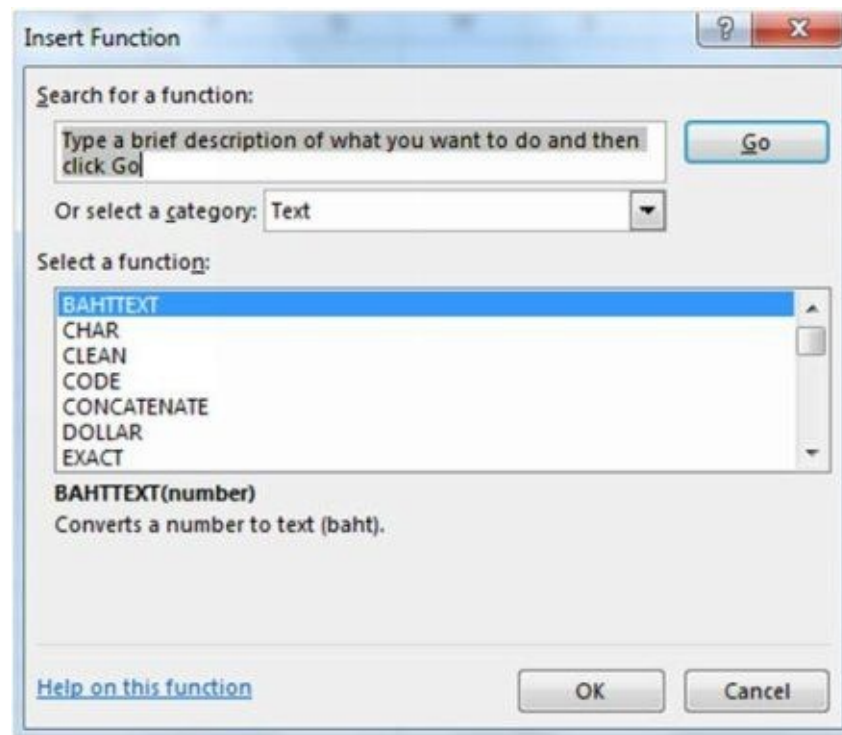 Insert Function
?
X
Search for a function:
Type a brief description of what you want to do and then
click Go
Go
Or select a category: Text
Select a function:
BAHTTEXT
CHAR
CLEAN
CODE
CONCATENATE
DOLLAR
EXACT
BAHTTEXT(number)
Converts a number to text (baht).
Help on this function
OK
Cancel